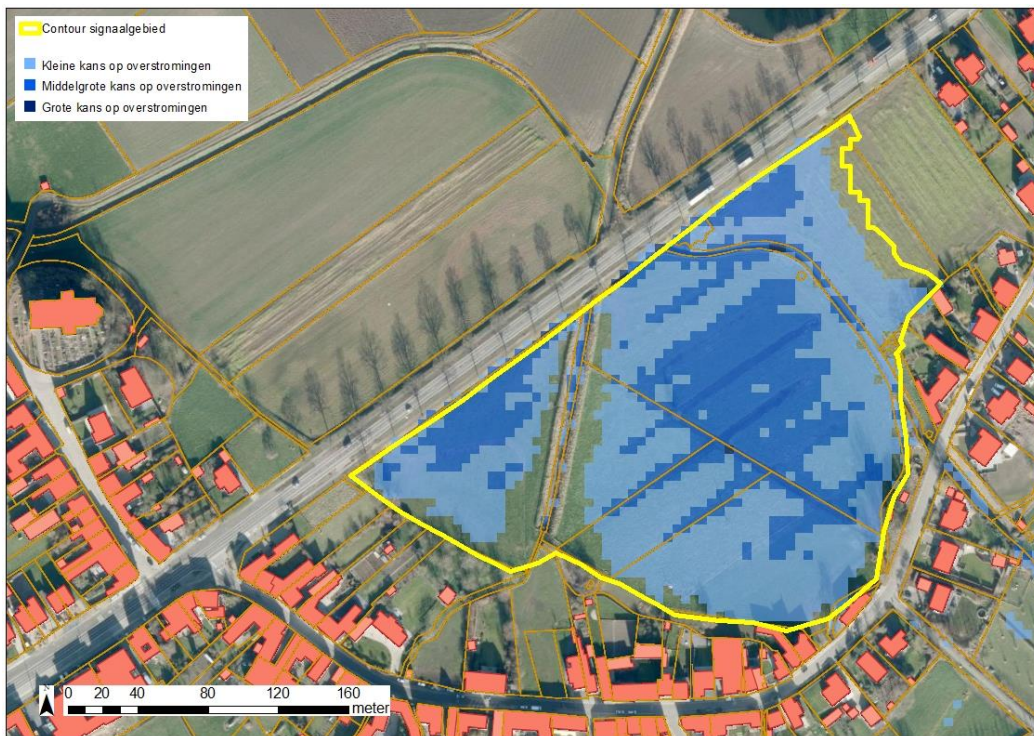 Contour signaalgebied
Kleine kans op overstromingen
Middelgrote kans op overstromingen
Grote kans op overstromingen
0 20 40 80 120 160
meter